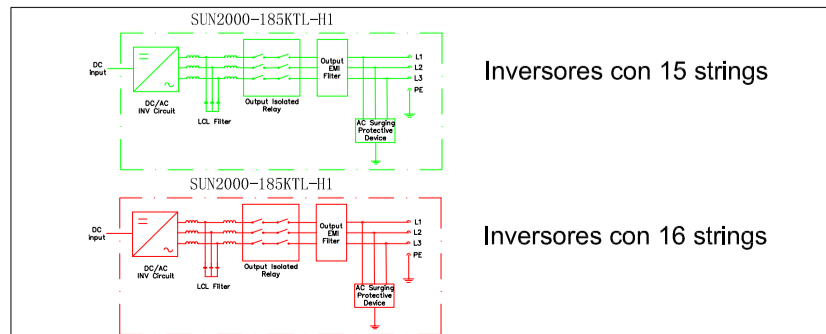 SUN2000-185KTL-H1
DC
Input
DC/AC
INV Circuit
LCL Filter
Output Isolated
Relay
Output
EMI
Filter
L1
L2
L3
PE
AC Surging
Protective
Device
Inversores con 15 strings
SUN2000-185KTL-H1
DC
Input
DC/AC
INV Circuit
LCL Filter
Output Isolated
Relay
Output
EMI
Filter
L1
L2
L3
PE
AC Surging
Protective
Device
Inversores con 16 strings